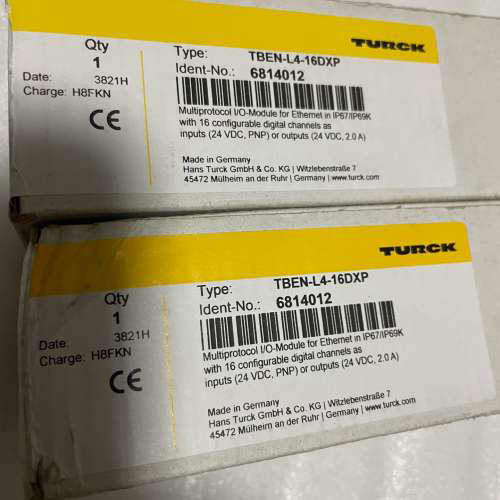 TURCK
Qty
1
Type: TBEN-L4-16DXP
Ident-No.: 6814012
Date: 3821H
Charge: H8FKN
CE
Multiprotocol I/O-Module for Ethernet in IP67/IP69K
with 16 configurable digital channels as
inputs (24 VDC, PNP) or outputs (24 VDC, 2.0 A)
Made in Germany
Hans Turck GmbH & Co. KG | Witzlebenstraße 7
45472 Mülheim an der Ruhr | Germany | www.turck.com
TURCK
Qty
1
Type: TBEN-L4-16DXP
Ident-No.: 6814012
Date: 3821H
Charge: H8FKN
CE
Multiprotocol I/O-Module for Ethernet in IP67/IP69K
with 16 configurable digital channels as
inputs (24 VDC, PNP) or outputs (24 VDC, 2.0 A)
Made in Germany
Hans Turck GmbH & Co. KG | Witzlebenstraße 7
45472 Mülheim an der Ruhr | Germany | www.turck.com